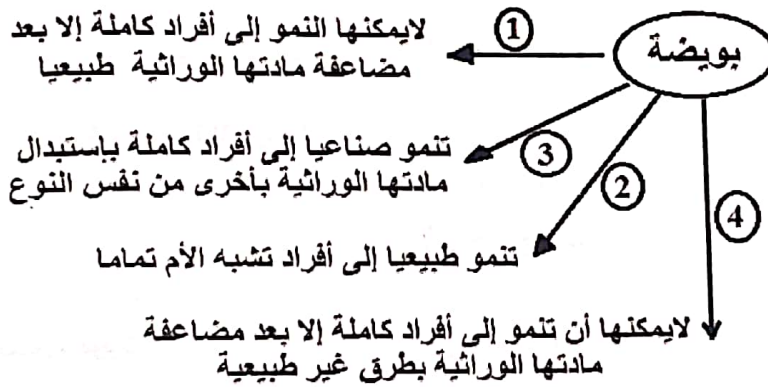 بويضة
1
لايمكنها النمو إلى أفراد كاملة إلا بعد
مضاعفة مادتها الوراثية طبيعيا
3
تنمو صناعيا إلى أفراد كاملة بإستبدال
مادتها الوراثية بأخرى من نفس النوع
2
تنمو طبيعيا إلى أفراد تشبه الأم تماما
4
لايمكنها أن تنمو إلى أفراد كاملة إلا بعد مضاعفة
مادتها الوراثية بطرق غير طبيعية